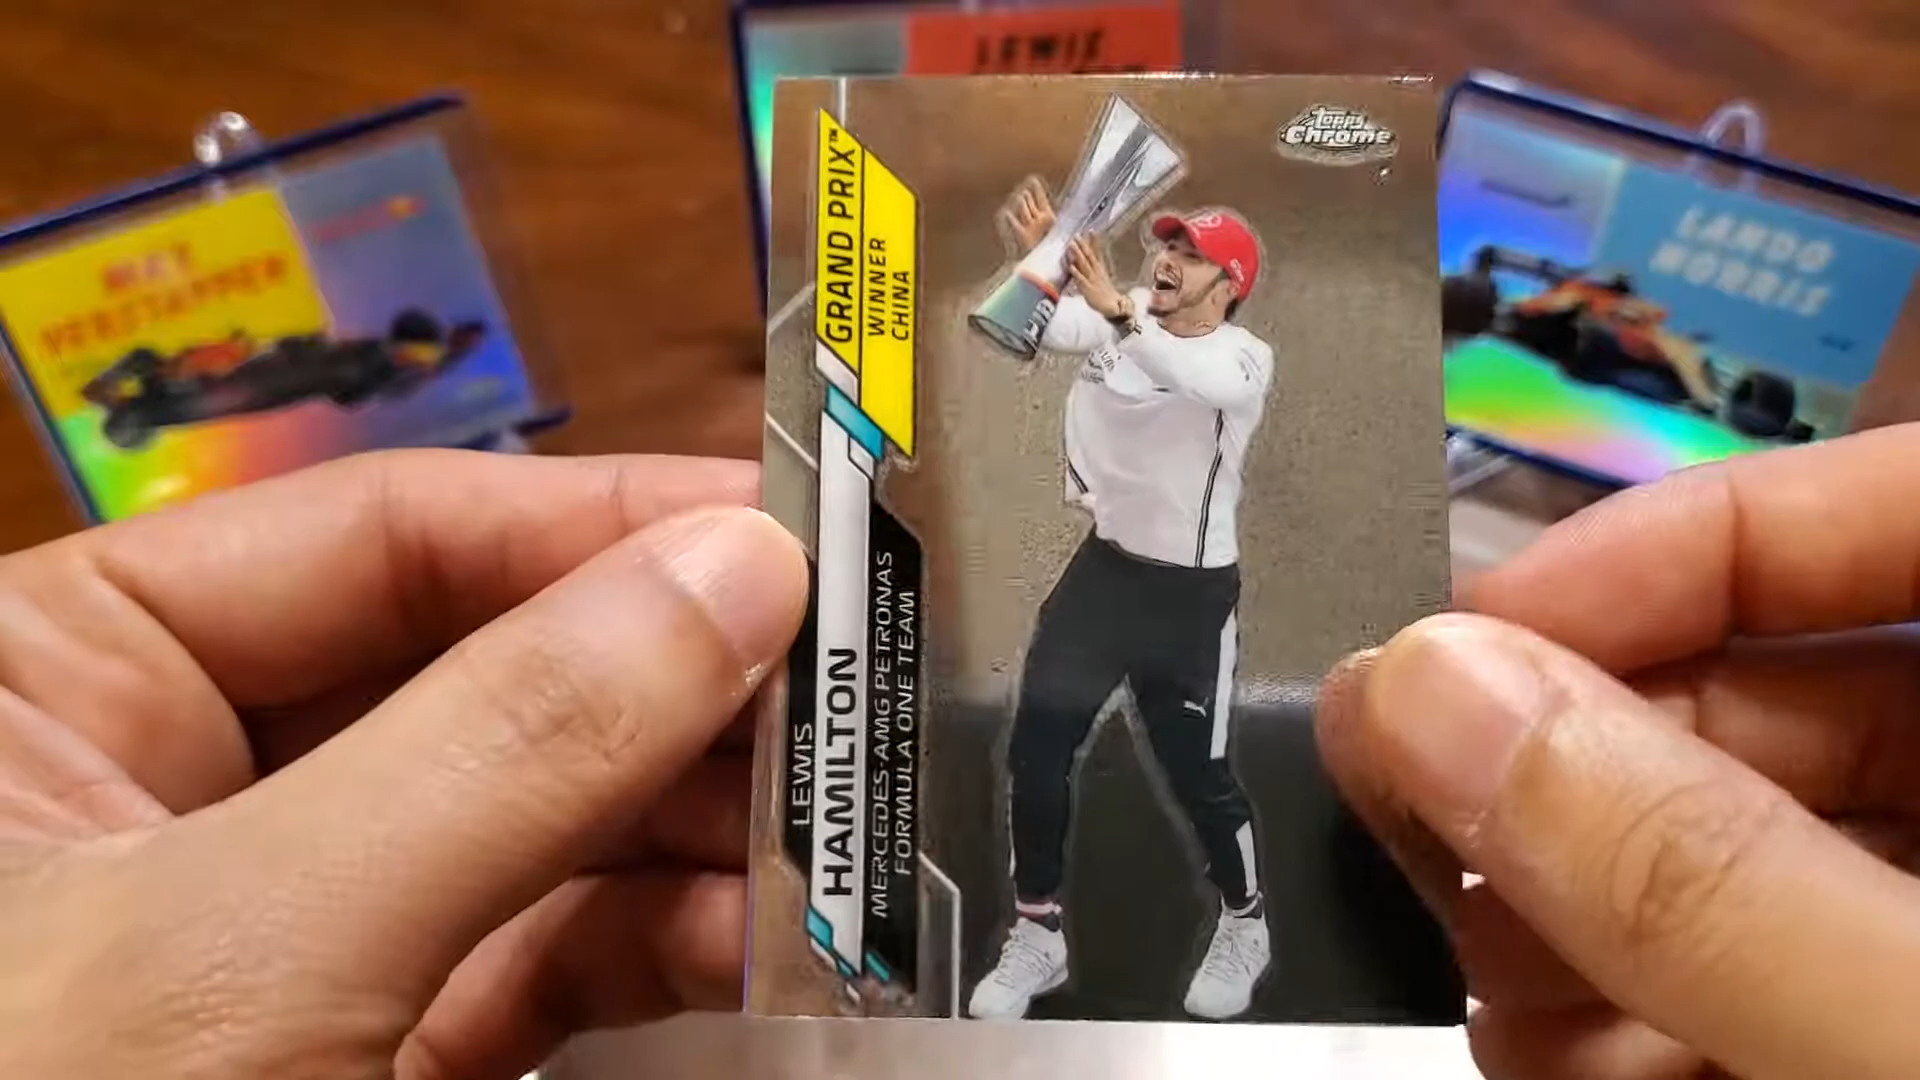 LEWIS
Topps
Chrome
GRAND PRIX™
WINNER
CHINA
LEWIS
HAMILTON
MERCEDES-AMG PETRONAS
FORMULA ONE TEAM
MAX
VERSTAPPEN
LANDO
NORRIS